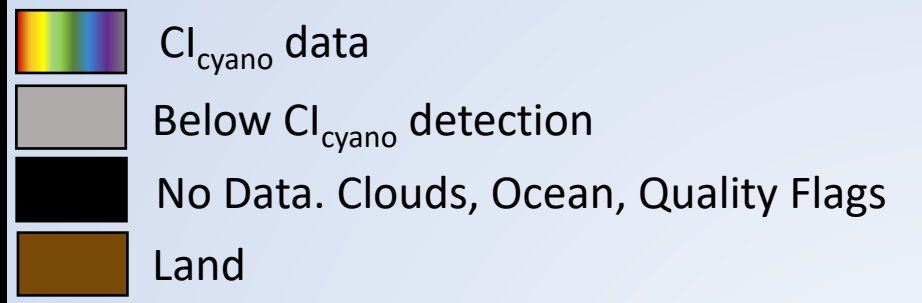 CIcyano data
Below CIcyano detection
No Data. Clouds, Ocean, Quality Flags
Land